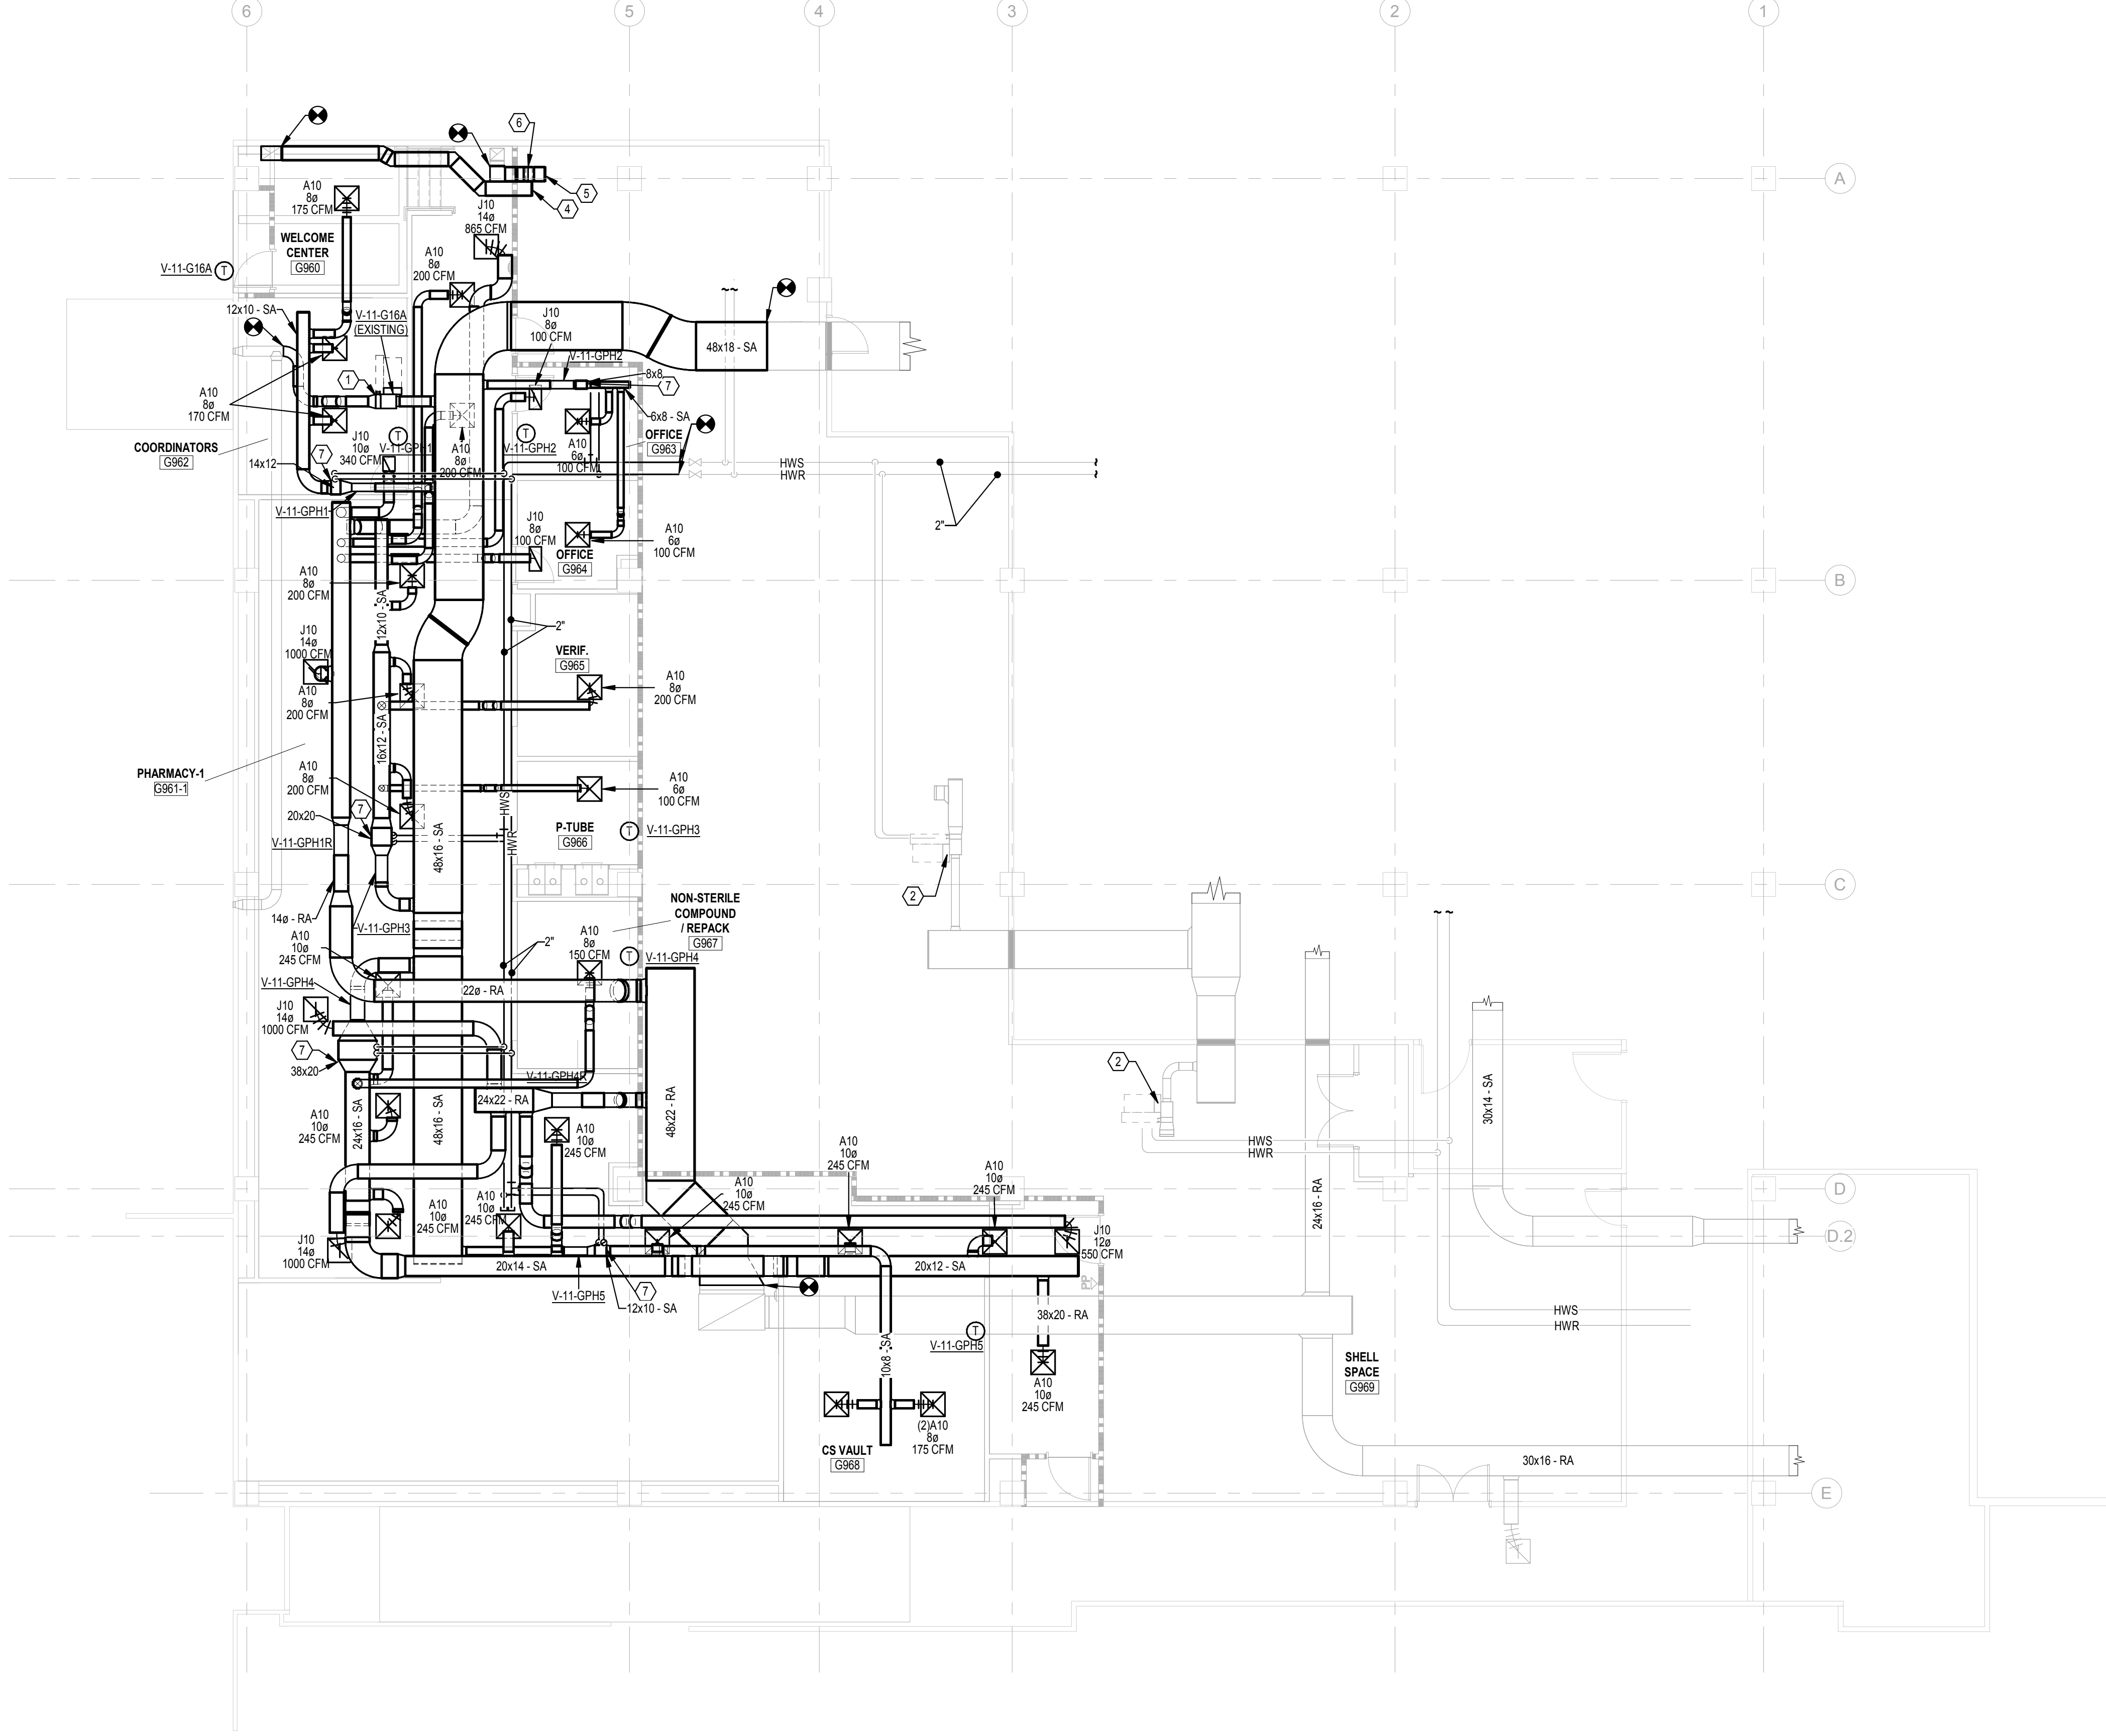 6
5
4
3
2
1
6
A
5
4
A10
8ø
175 CFM
J10
14ø
865 CFM
WELCOME
CENTER
G960
V-11-G16A
T
A10
8ø
200 CFM
12x10 - SA
V-11-G16A
(EXISTING)
J10
8ø
100 CFM
V-11-GPH2
48x18 - SA
8x8
7
1
A10
8ø
170 CFM
6x8 - SA
COORDINATORS
G962
J10
10ø
340 CFM
T
V-11-GPH1
A10
8ø
200 CFM
T
V-11-GPH2
A10
6ø
100 CFM
OFFICE
G963
14x12
7
HWS
HWR
2"
V-11-GPH1
J10
8ø
100 CFM
A10
6ø
100 CFM
OFFICE
G964
B
A10
8ø
200 CFM
12x10 - SA
2"
J10
14ø
1000 CFM
VERIF.
G965
A10
8ø
200 CFM
A10
8ø
200 CFM
16x12 - SA
PHARMACY-1
G961-1
A10
8ø
200 CFM
A10
6ø
100 CFM
20x20
7
HWS
HWR
V-11-GPH1R
48x16 - SA
P-TUBE
G966
T
V-11-GPH3
C
2
14ø - RA
V-11-GPH3
NON-STERILE
COMPOUND
/ REPACK
G967
A10
10ø
245 CFM
2"
A10
8ø
150 CFM
T
V-11-GPH4
V-11-GPH4
22ø - RA
J10
14ø
1000 CFM
7
38x20
2
V-11-GPH4R
24x22 - RA
48x22 - RA
30x14 - SA
A10
10ø
245 CFM
24x16 - SA
48x16 - SA
A10
10ø
245 CFM
A10
10ø
245 CFM
HWS
HWR
A10
10ø
245 CFM
A10
10ø
245 CFM
24x16 - RA
D
A10
10ø
245 CFM
A10
10ø
245 CFM
D.2
J10
14ø
1000 CFM
J10
12ø
550 CFM
20x14 - SA
20x12 - SA
V-11-GPH5
7
12x10 - SA
38x20 - RA
HWS
HWR
T
V-11-GPH5
10x8 - SA
SHELL
SPACE
G969
A10
10ø
245 CFM
(2)A10
8ø
175 CFM
CS VAULT
G968
30x16 - RA
E